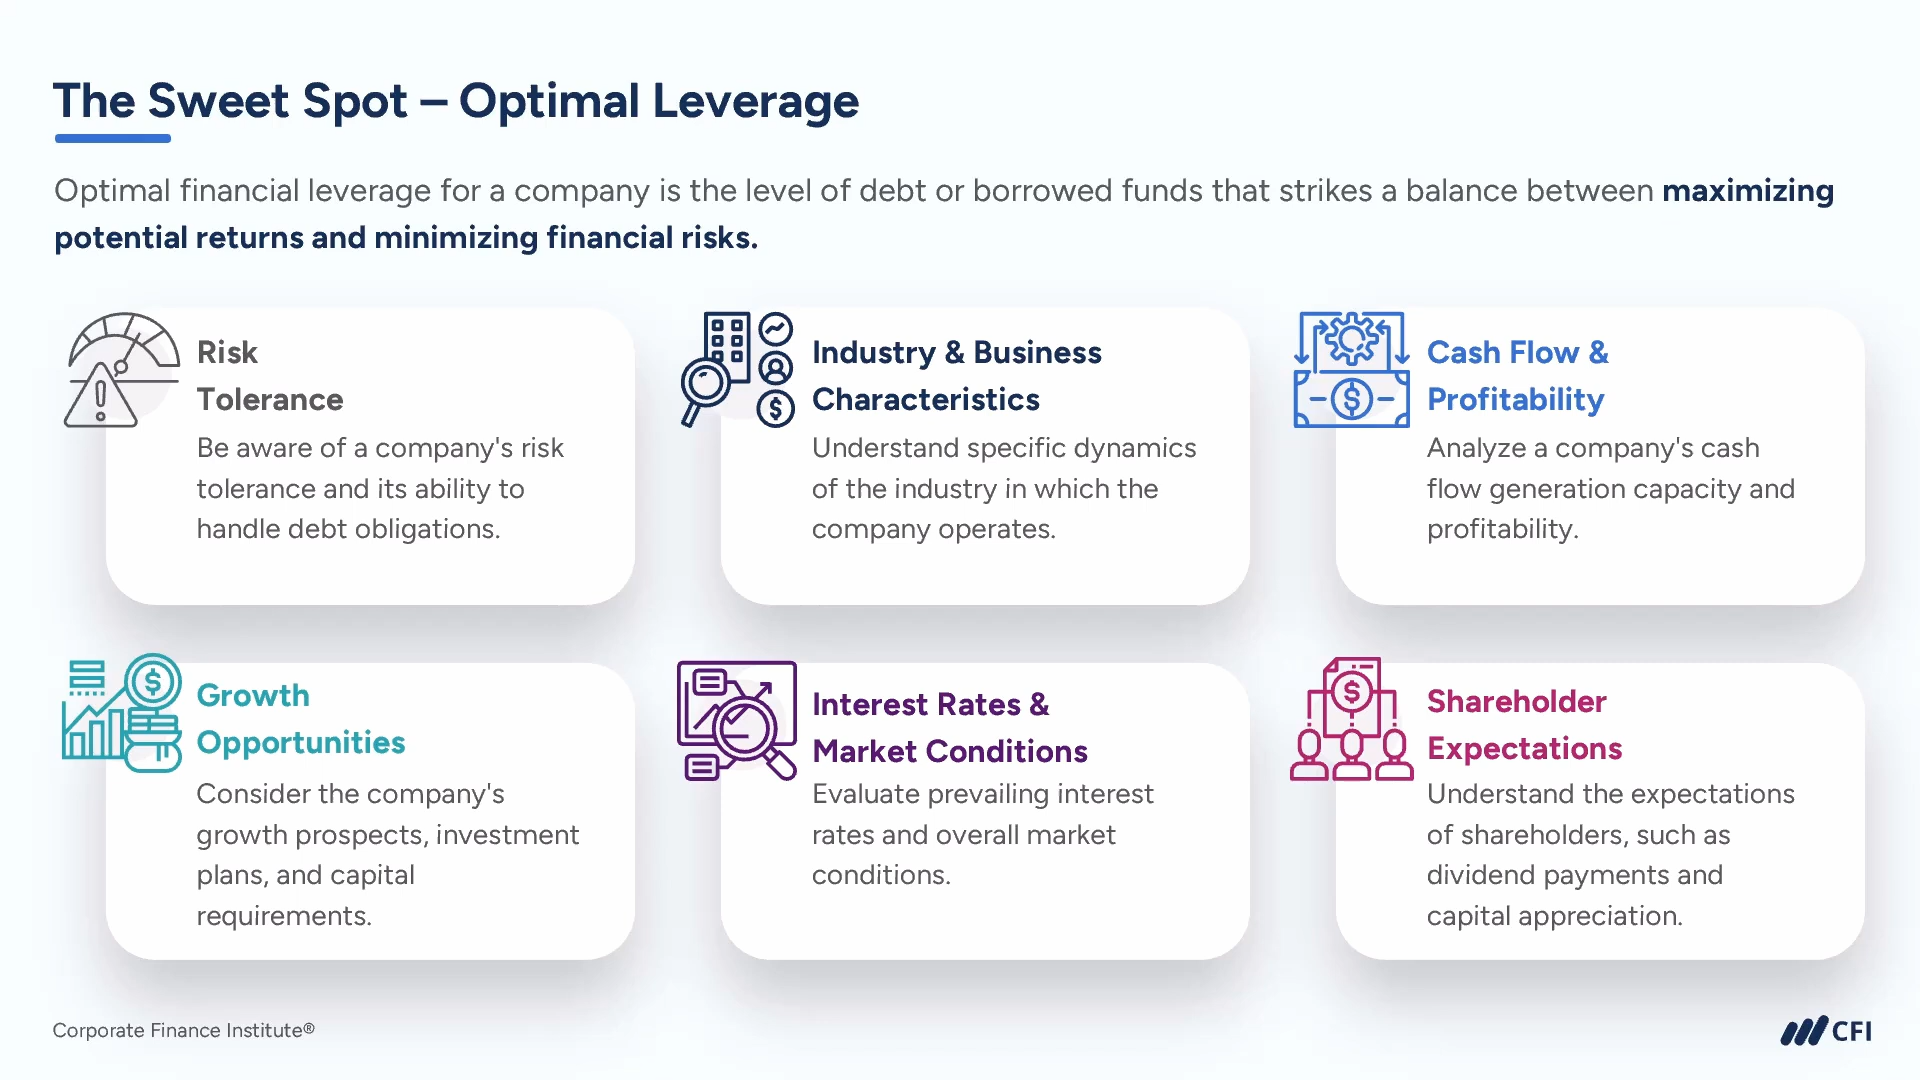 The Sweet Spot – Optimal Leverage
Optimal financial leverage for a company is the level of debt or borrowed funds that strikes a balance between maximizing
potential returns and minimizing financial risks.
Risk
Tolerance
Be aware of a company's risk
tolerance and its ability to
handle debt obligations.
Industry & Business
Characteristics
Understand specific dynamics
of the industry in which the
company operates.
Cash Flow &
Profitability
Analyze a company's cash
flow generation capacity and
profitability.
Growth
Opportunities
Consider the company's
growth prospects, investment
plans, and capital
requirements.
Interest Rates &
Market Conditions
Evaluate prevailing interest
rates and overall market
conditions.
Shareholder
Expectations
Understand the expectations
of shareholders, such as
dividend payments and
capital appreciation.
Corporate Finance Institute®
CFI